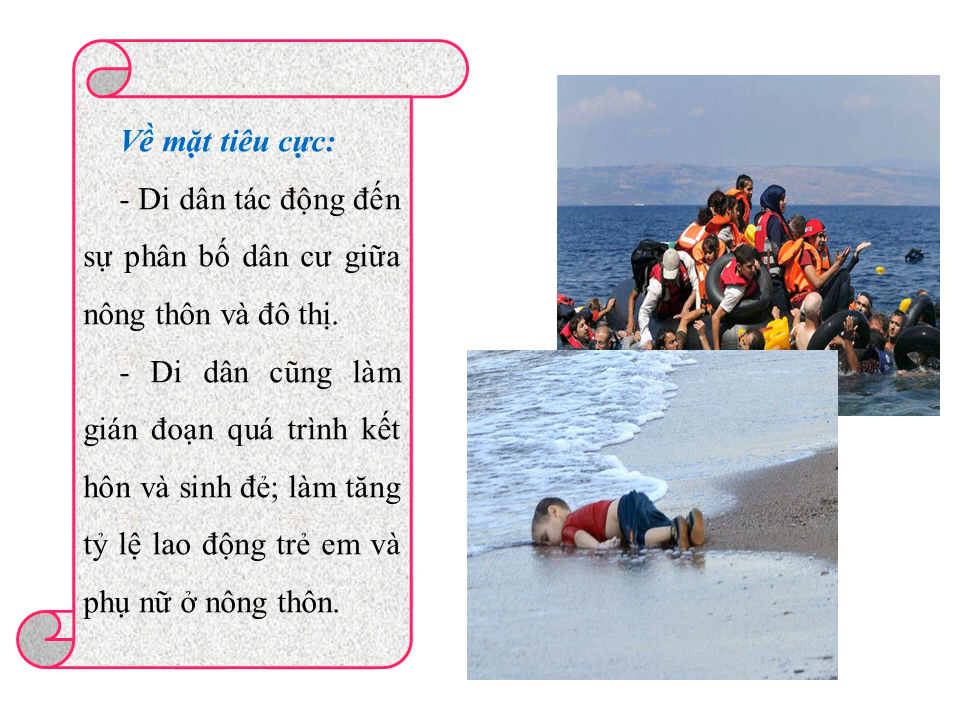 Về mặt tiêu cực:
- Di dân tác động đến
sự phân bố dân cư giữa
nông thôn và đô thị.
- Di dân cũng làm
gián đoạn quá trình kết
hôn và sinh đẻ; làm tăng
tỷ lệ lao động trẻ em và
phụ nữ ở nông thôn.